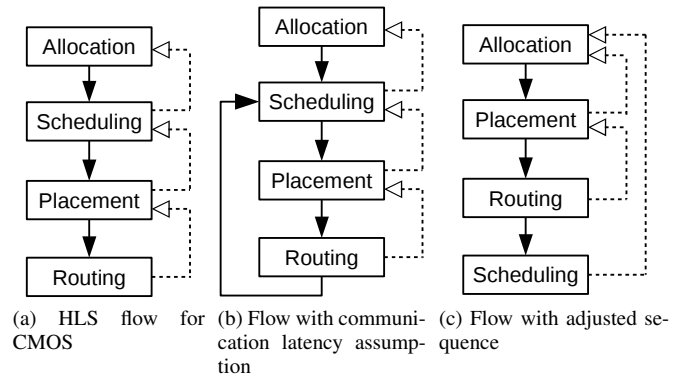 Allocation
Scheduling
Placement
Routing
(a) HLS flow for
CMOS
Allocation
Scheduling
Placement
Routing
(b) Flow with communi-
cation latency assump-
tion
Allocation
Placement
Routing
Scheduling
(c) Flow with adjusted se-
quence